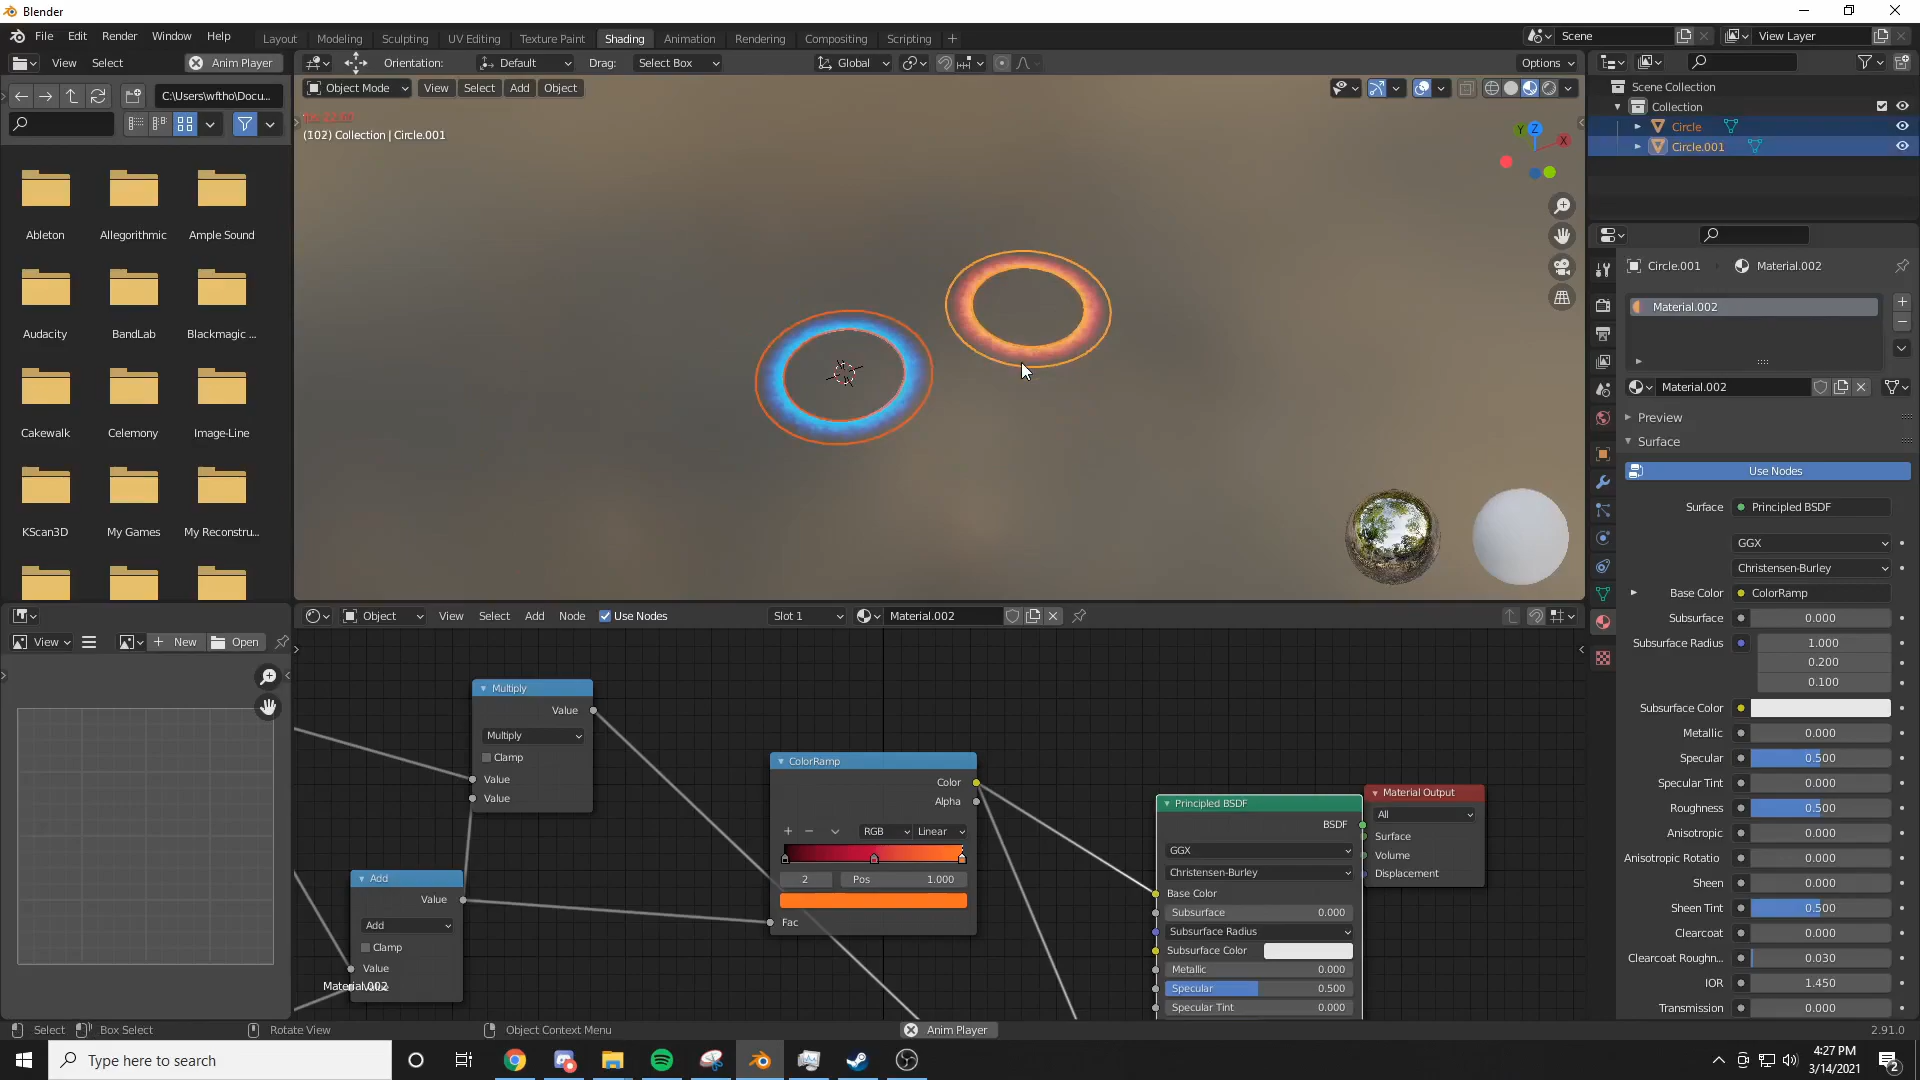 Blender
File Edit Render Window Help
Layout Modeling Sculpting UV Editing Texture Paint Shading Animation Rendering Compositing Scripting
Scene View Layer
View Select Anim Player
Orientation: Default Drag: Select Box Global Options
C:\Users\wftho\Docu...
Object Mode View Select Add Object
(102) Collection | Circle.001
Y Z X
Scene Collection
Collection
Circle
Circle.001
Ableton Allegorithmic Ample Sound
Audacity BandLab Blackmagic ...
Cakewalk Celemony Image-Line
KScan3D My Games My Reconstru...
Circle.001 Material.002
Material.002
Material.002
Preview
Surface
Use Nodes
Surface Principled BSDF
GGX
Christensen-Burley
Base Color ColorRamp
Subsurface 0.000
Subsurface Radius 1.000
0.200
0.100
Subsurface Color
Metallic 0.000
Specular 0.500
Specular Tint 0.000
Roughness 0.500
Anisotropic 0.000
Anisotropic Rotatio 0.000
Sheen 0.000
Sheen Tint 0.500
Clearcoat 0.000
Clearcoat Roughn... 0.030
IOR 1.450
Transmission 0.000
View New Open
Object View Select Add Node Use Nodes Slot 1 Material.002
Multiply
Value
Multiply
Clamp
Value
Value
Add
Value
Add
Clamp
Value
Material.002
ColorRamp
Color
Alpha
RGB Linear
2 Pos 1.000
Fac
Principled BSDF
BSDF
GGX
Christensen-Burley
Base Color
Subsurface 0.000
Subsurface Radius
Subsurface Color
Metallic 0.000
Specular 0.500
Specular Tint 0.000
Material Output
All
Surface
Volume
Displacement
Select Box Select Rotate View Object Context Menu Anim Player 2.91.0
Type here to search
4:27 PM
3/14/2021
2